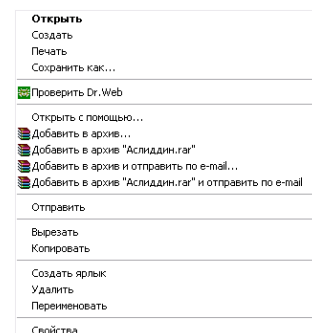 Открыть
Создать
Печать
Сохранить как...
Проверить Dr.Web
Открыть с помощью...
Добавить в архив...
Добавить в архив "Аслиддин.rar"
Добавить в архив и отправить по e-mail...
Добавить в архив "Аслиддин.rar" и отправить по e-mail
Отправить
Вырезать
Копировать
Создать ярлык
Удалить
Переименовать
Свойства